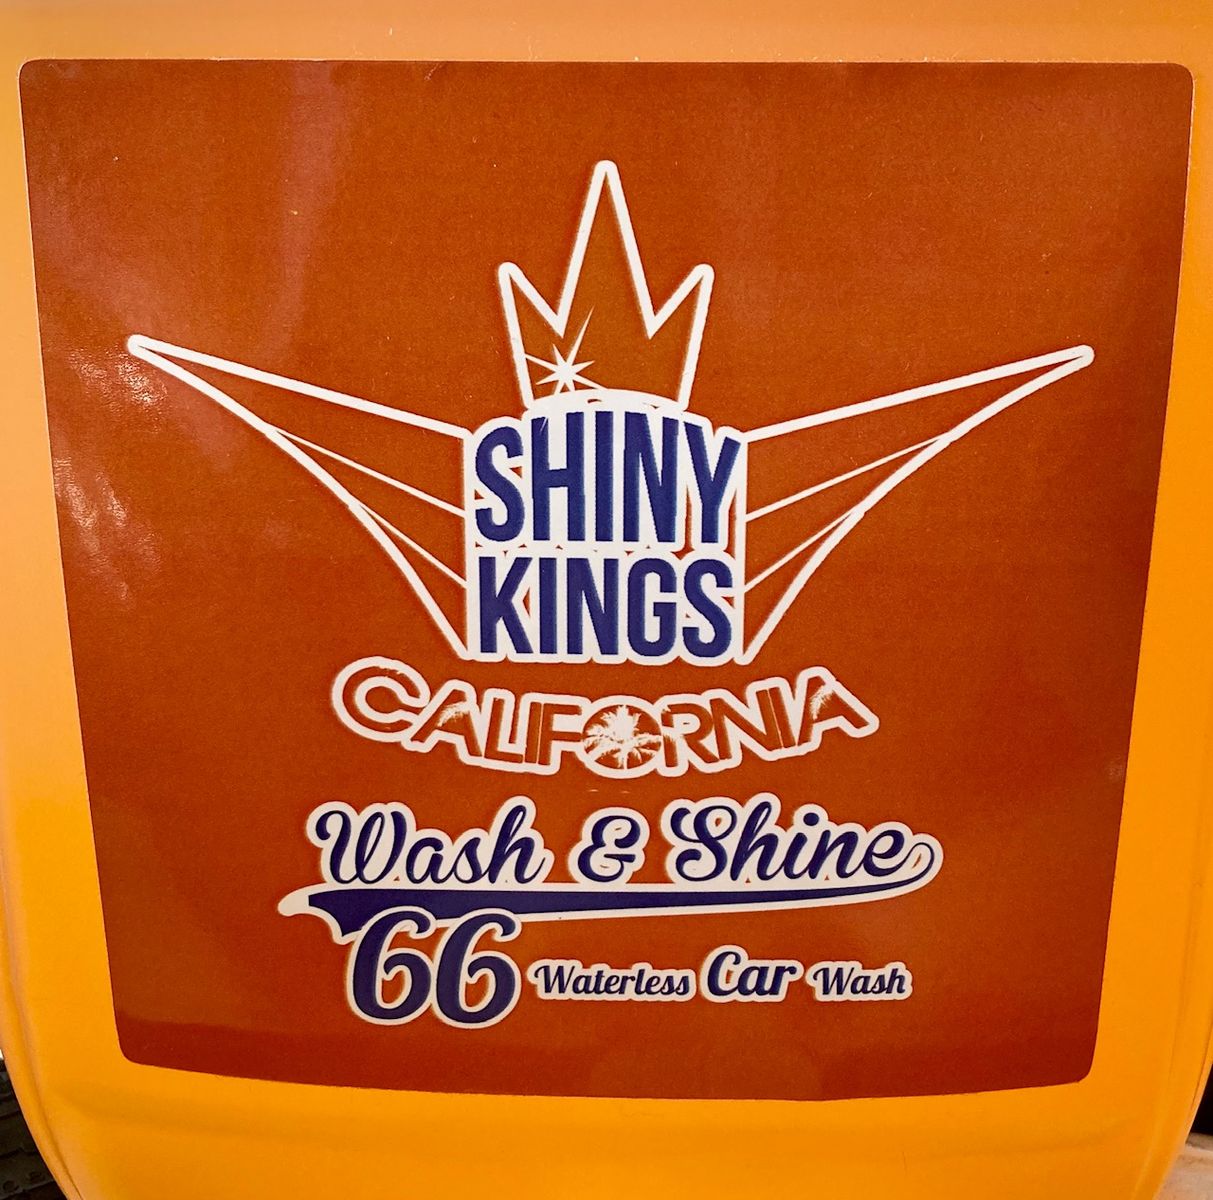 SHINY
KINGS
CALIFORNIA
Wash & Shine
66 Waterless Car Wash